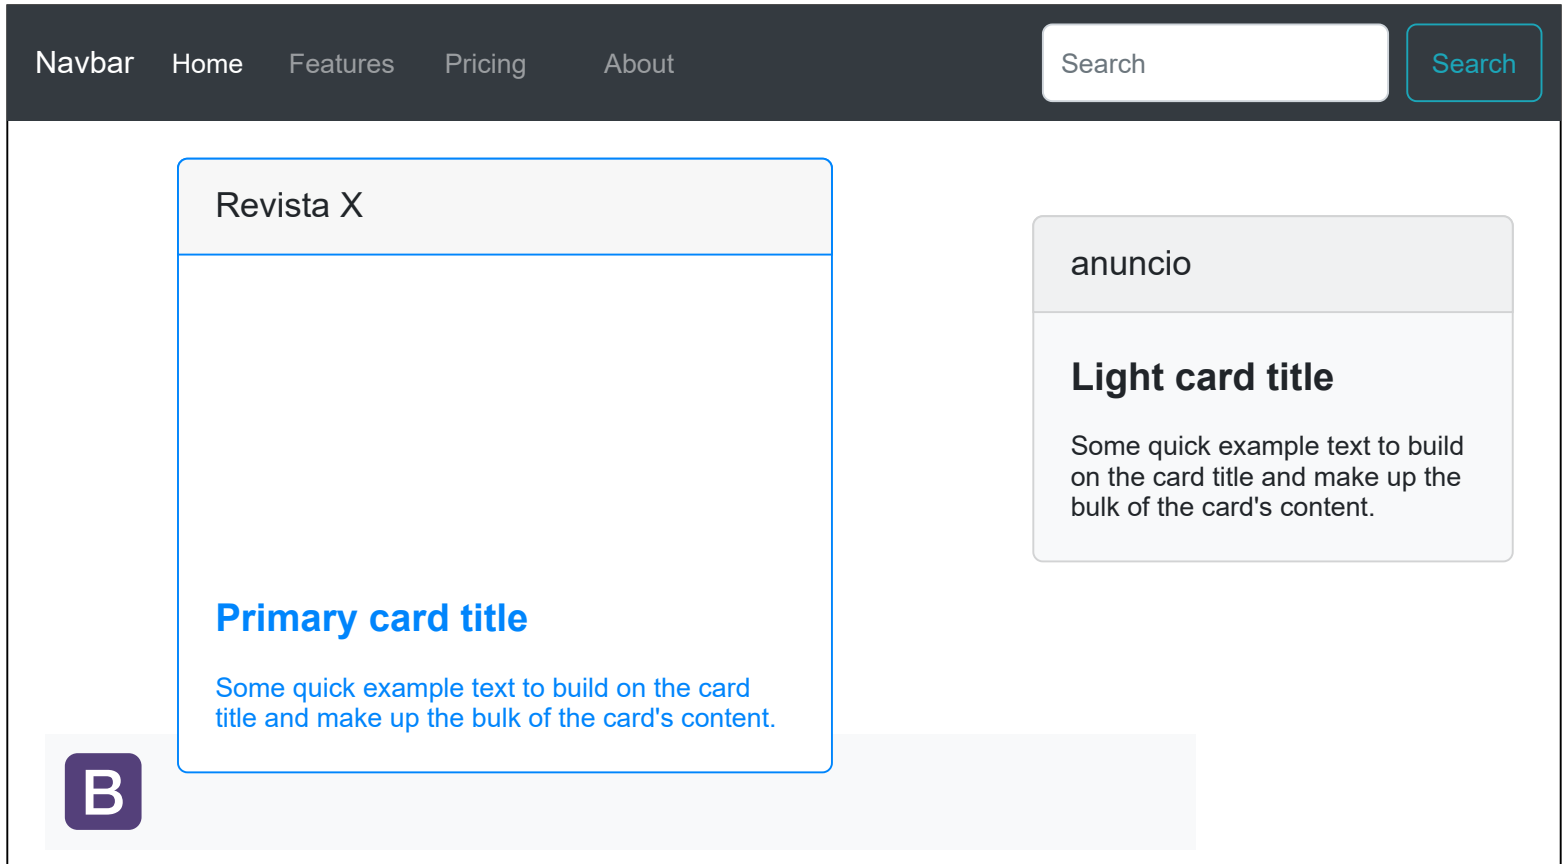 Navbar Home Features Pricing About Search Search
Revista X
anuncio
Light card title
Some quick example text to build
on the card title and make up the
bulk of the card's content.
Primary card title
Some quick example text to build on the card
title and make up the bulk of the card's content.
B